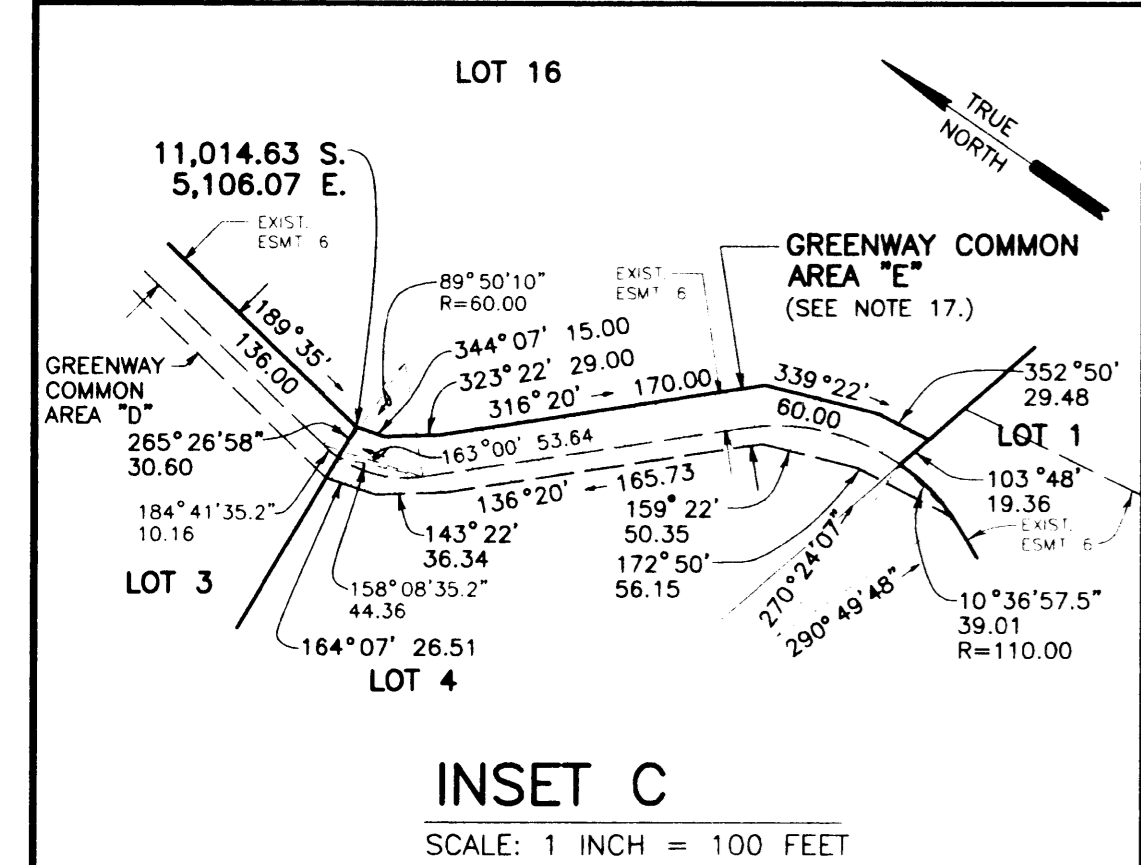 LOT 16
TRUE
NORTH
11,014.63 S.
5,106.07 E.
EXIST.
ESMT 6
GREENWAY COMMON
AREA "E"
(SEE NOTE 17.)
89°50'10"
R=60.00
EXIST.
ESMT 6
189°35'
136.00
344°07' 15.00
323°22' 29.00
316°20' → 170.00
339°22'
60.00
352°50'
29.48
GREENWAY
COMMON
AREA "D"
265°26'58"
30.60
163°00' 53.64
LOT 1
103°48'
19.36
184°41'35.2"
10.16
136°20' ← 165.73
143°22'
36.34
159°22'
50.35
172°50'
56.15
EXIST.
ESMT 6
LOT 3
158°08'35.2"
44.36
270°24'07"
290°49'48"
10°36'57.5"
39.01
R=110.00
164°07' 26.51
LOT 4
INSET C
SCALE: 1 INCH = 100 FEET